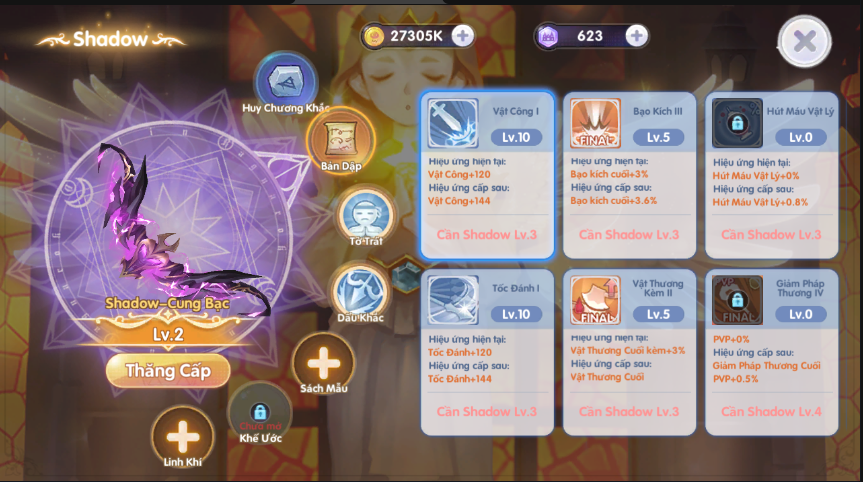 Shadow
27305K
623
Huy Chương Khắc
Bản Dập
Tơ Trát
Dấu Khắc
Sách Mẫu
Chưa mở
Khế Ước
Linh Khí
Shadow-Cung Bạc
Lv.2
Thăng Cấp
Vật Công I
Lv.10
Hiệu ứng hiện tại:
Vật Công+120
Hiệu ứng cấp sau:
Vật Công+144
Cần Shadow Lv.3
Bạo Kích III
FINAL
Lv.5
Hiệu ứng hiện tại:
Bạo kích cuối+3%
Hiệu ứng cấp sau:
Bạo kích cuối+3.6%
Cần Shadow Lv.3
Hút Máu Vật Lý
Lv.0
Hiệu ứng hiện tại:
Hút Máu Vật Lý+0%
Hiệu ứng cấp sau:
Hút Máu Vật Lý+0.8%
Cần Shadow Lv.3
Tốc Đánh I
Lv.10
Hiệu ứng hiện tại:
Tốc Đánh+120
Hiệu ứng cấp sau:
Tốc Đánh+144
Cần Shadow Lv.3
Vật Thương
Kèm II
FINAL
Lv.5
Hiệu ứng hiện tại:
Vật Thương Cuối kèm+3%
Hiệu ứng cấp sau:
Vật Thương Cuối
Cần Shadow Lv.3
Giảm Pháp
Thương IV
FINAL
Lv.0
PVP+0%
Hiệu ứng cấp sau:
Giảm Pháp Thương Cuối
PVP+0.5%
Cần Shadow Lv.4